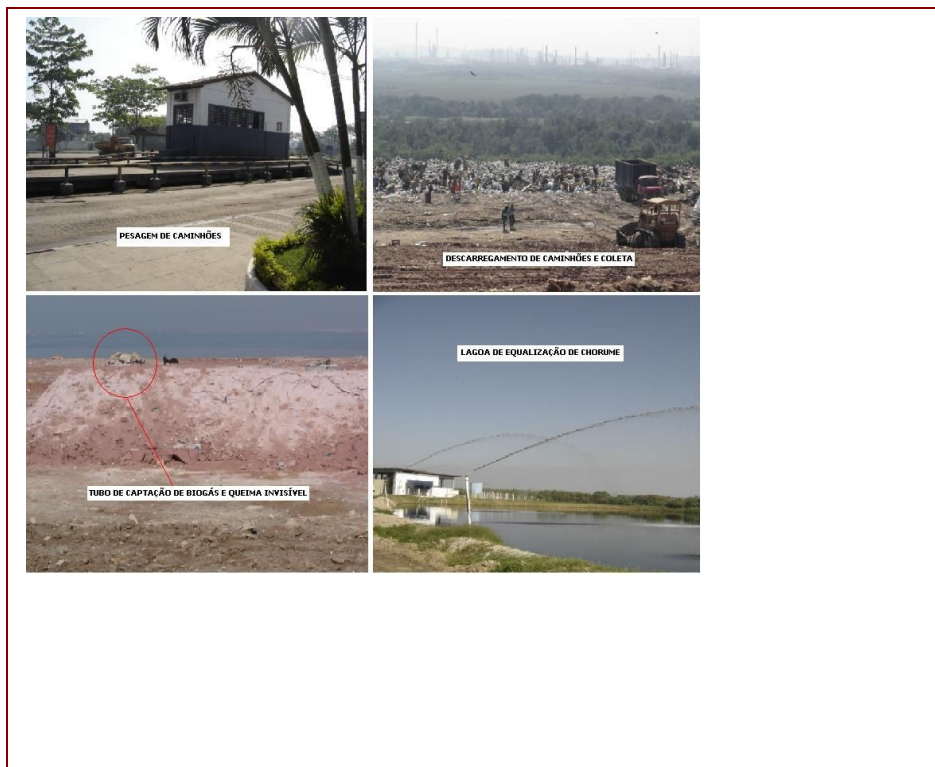 PESAGEM DE CAMINHÕES
DESCARREGAMENTO DE CAMINHÕES E COLETA
TUBO DE CAPTAÇÃO DE BIOGÁS E QUEIMA INVISÍVEL
LAGOA DE EQUALIZAÇÃO DE CHORUME